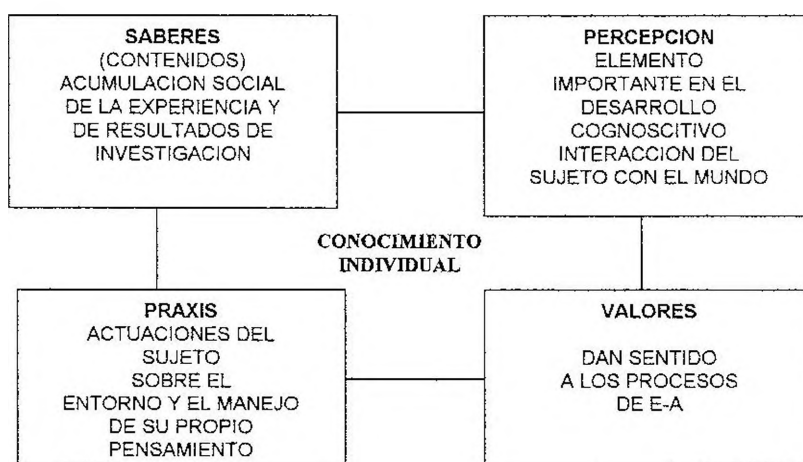 SABERES
(CONTENIDOS)
ACUMULACION SOCIAL
DE LA EXPERIENCIA Y
DE RESULTADOS DE
INVESTIGACION
PERCEPCION
ELEMENTO
IMPORTANTE EN EL
DESARROLLO
COGNOSCITIVO
INTERACCION DEL
SUJETO CON EL MUNDO
CONOCIMIENTO
INDIVIDUAL
PRAXIS
ACTUACIONES DEL
SUJETO
SOBRE EL
ENTORNO Y EL MANEJO
DE SU PROPIO
PENSAMIENTO
VALORES
DAN SENTIDO
A LOS PROCESOS
DE E-A